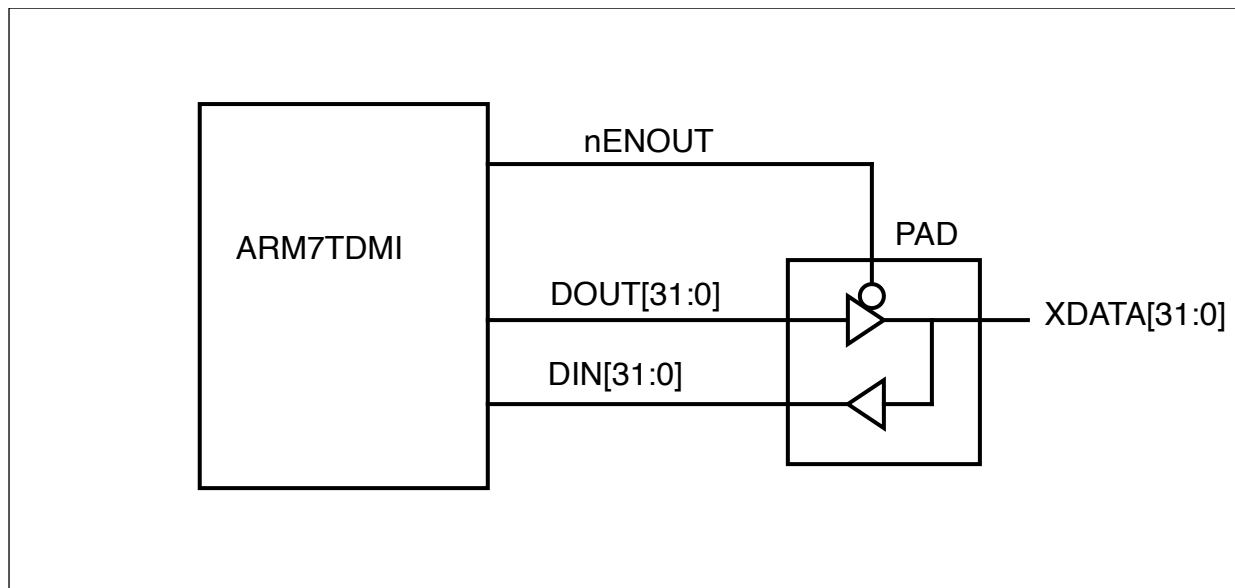 nENOUT
ARM7TDMI
PAD
DOUT[31:0]
XDATA[31:0]
DIN[31:0]